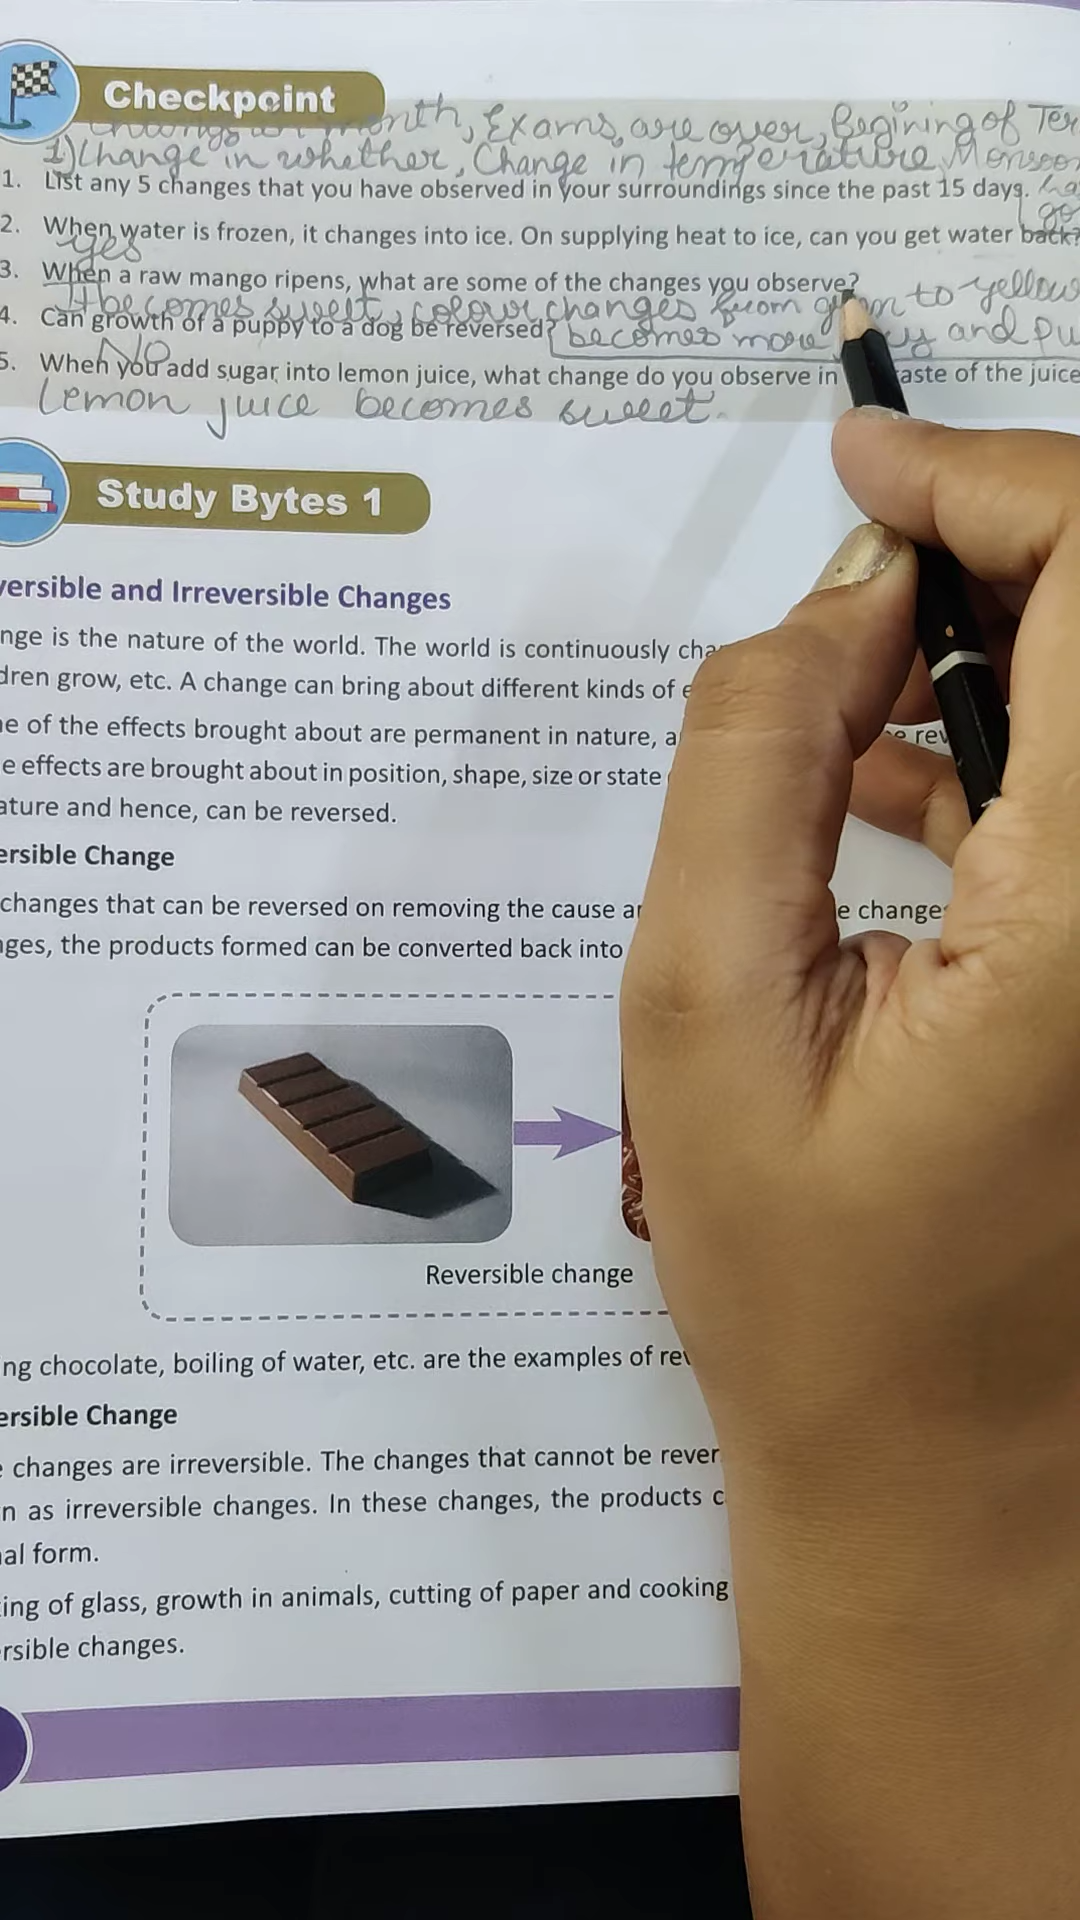 Checkpoint
month, Exams, are over, Begining of Ter
1) Change in whether, Change in temperature, Monsoon
1. List any 5 changes that you have observed in your surroundings since the past 15 days.
go
2. When water is frozen, it changes into ice. On supplying heat to ice, can you get water back?
yes
3. When a raw mango ripens, what are some of the changes you observe?
It becomes sweet, colour changes from to yellow
4. Can growth of a puppy to a dog be reversed? becomes more and pu
No
5. When you add sugar into lemon juice, what change do you observe in aste of the juice
Lemon juice becomes sweet.
Study Bytes 1
versible and Irreversible Changes
nge is the nature of the world. The world is continuously cha
dren grow, etc. A change can bring about different kinds of e
e of the effects brought about are permanent in nature, a rev
e effects are brought about in position, shape, size or state
ature and hence, can be reversed.
ersible Change
changes that can be reversed on removing the cause ar e change
nges, the products formed can be converted back into
Reversible change
ng chocolate, boiling of water, etc. are the examples of rev
ersible Change
changes are irreversible. The changes that cannot be rever
n as irreversible changes. In these changes, the products c
al form.
ing of glass, growth in animals, cutting of paper and cooking
rsible changes.